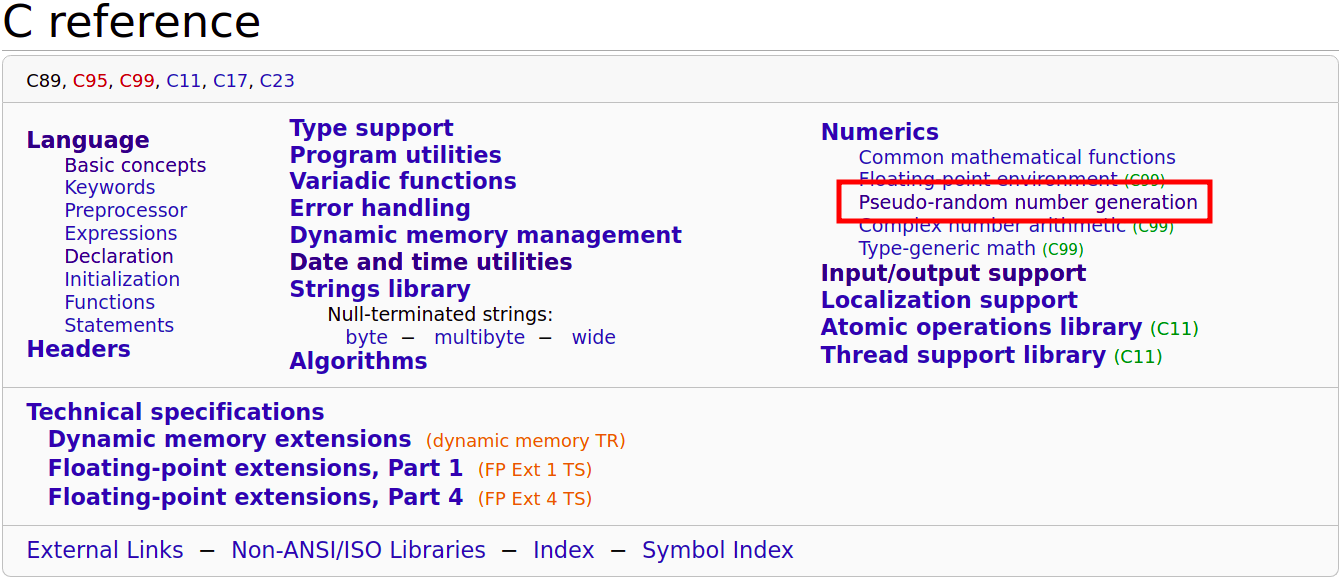 C reference
C89, C95, C99, C11, C17, C23
Language
Basic concepts
Keywords
Preprocessor
Expressions
Declaration
Initialization
Functions
Statements
Headers
Type support
Program utilities
Variadic functions
Error handling
Dynamic memory management
Date and time utilities
Strings library
Null-terminated strings:
byte − multibyte − wide
Algorithms
Numerics
Common mathematical functions
Floating-point environment (C99)
Pseudo-random number generation
Complex number arithmetic (C99)
Type-generic math (C99)
Input/output support
Localization support
Atomic operations library (C11)
Thread support library (C11)
Technical specifications
Dynamic memory extensions (dynamic memory TR)
Floating-point extensions, Part 1 (FP Ext 1 TS)
Floating-point extensions, Part 4 (FP Ext 4 TS)
External Links − Non-ANSI/ISO Libraries − Index − Symbol Index